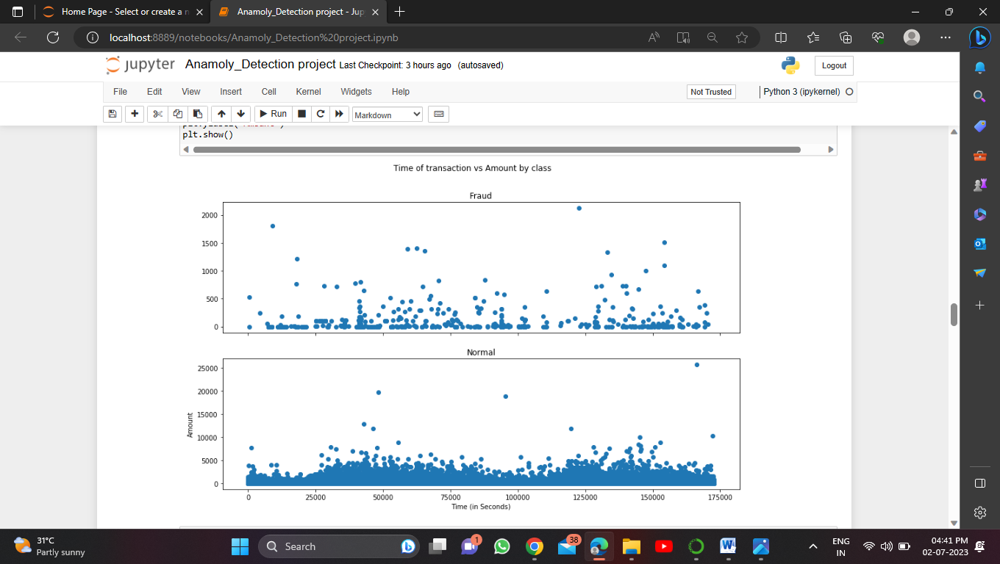 Home Page - Select or create a n
Anamoly_Detection project - Jup
localhost:8889/notebooks/Anamoly_Detection%20project.ipynb
jupyter Anamoly_Detection project Last Checkpoint: 3 hours ago (autosaved)
Logout
File Edit View Insert Cell Kernel Widgets Help
Not Trusted
Python 3 (ipykernel)
Run
Markdown
plt.show()
Time of transaction vs Amount by class
Fraud
2000
1500
1000
500
0
Normal
25000
20000
15000
10000
5000
0
Amount
0 25000 50000 75000 100000 125000 150000 175000
Time (in Seconds)
31°C
Partly sunny
Search
1
38
ENG
IN
04:41 PM
02-07-2023